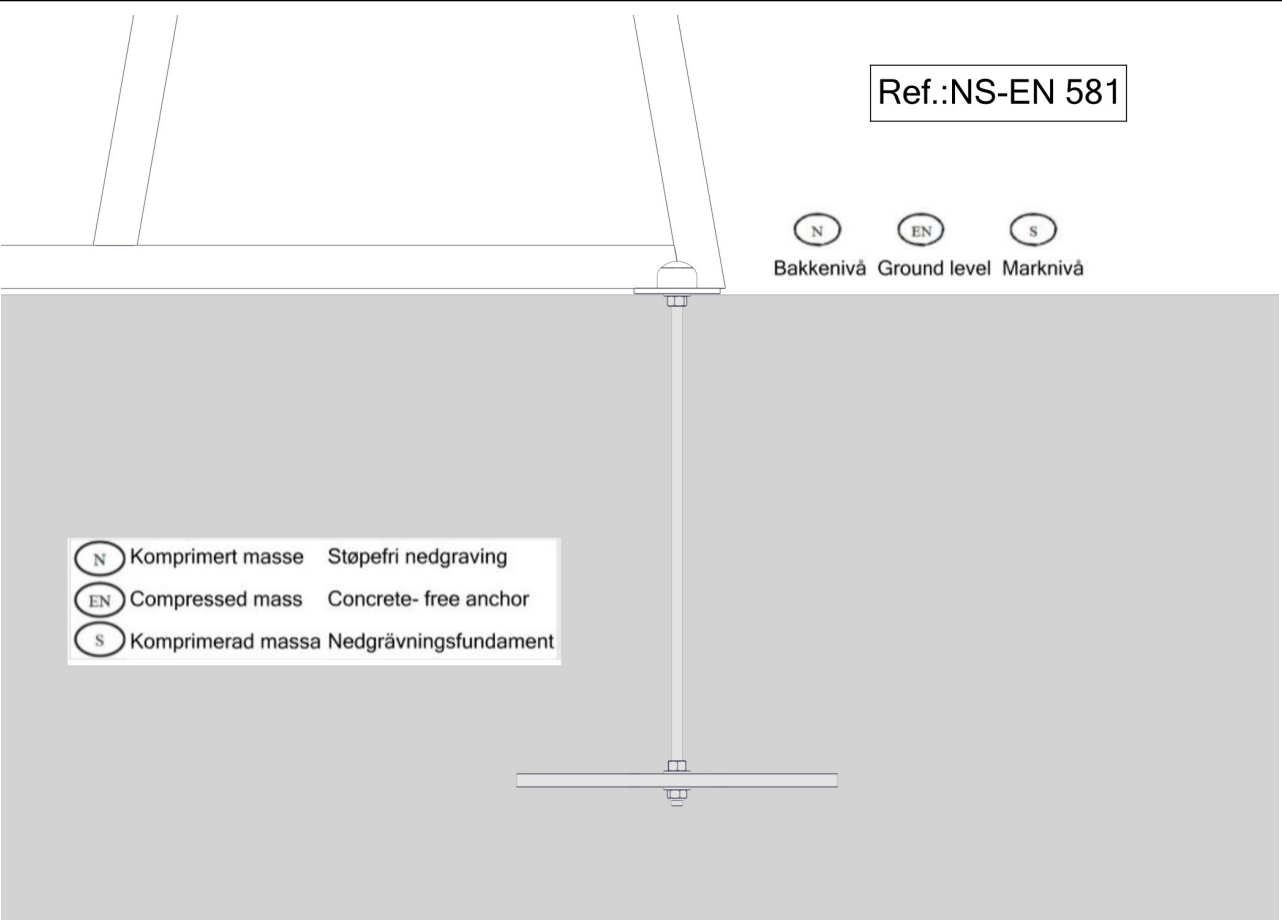 Ref.:NS-EN 581
N EN S
Bakkenivå Ground level Marknivå
N Komprimert masse Støpefri nedgraving
EN Compressed mass Concrete- free anchor
S Komprimerad massa Nedgrävningsfundament